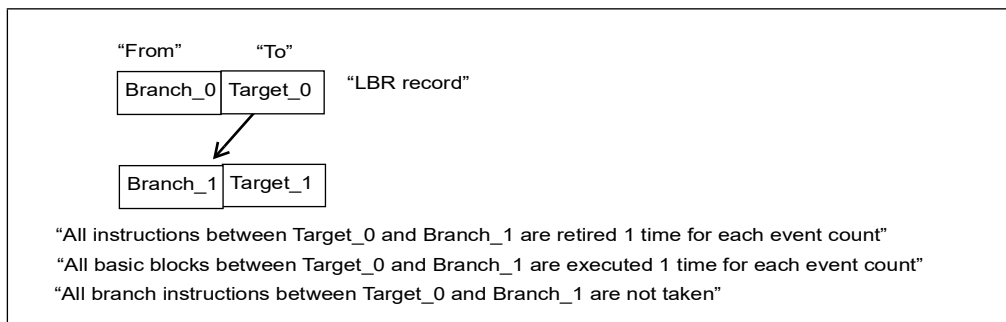 “From” “To”
Branch_0 Target_0 “LBR record”
Branch_1 Target_1
“All instructions between Target_0 and Branch_1 are retired 1 time for each event count”
“All basic blocks between Target_0 and Branch_1 are executed 1 time for each event count”
“All branch instructions between Target_0 and Branch_1 are not taken”